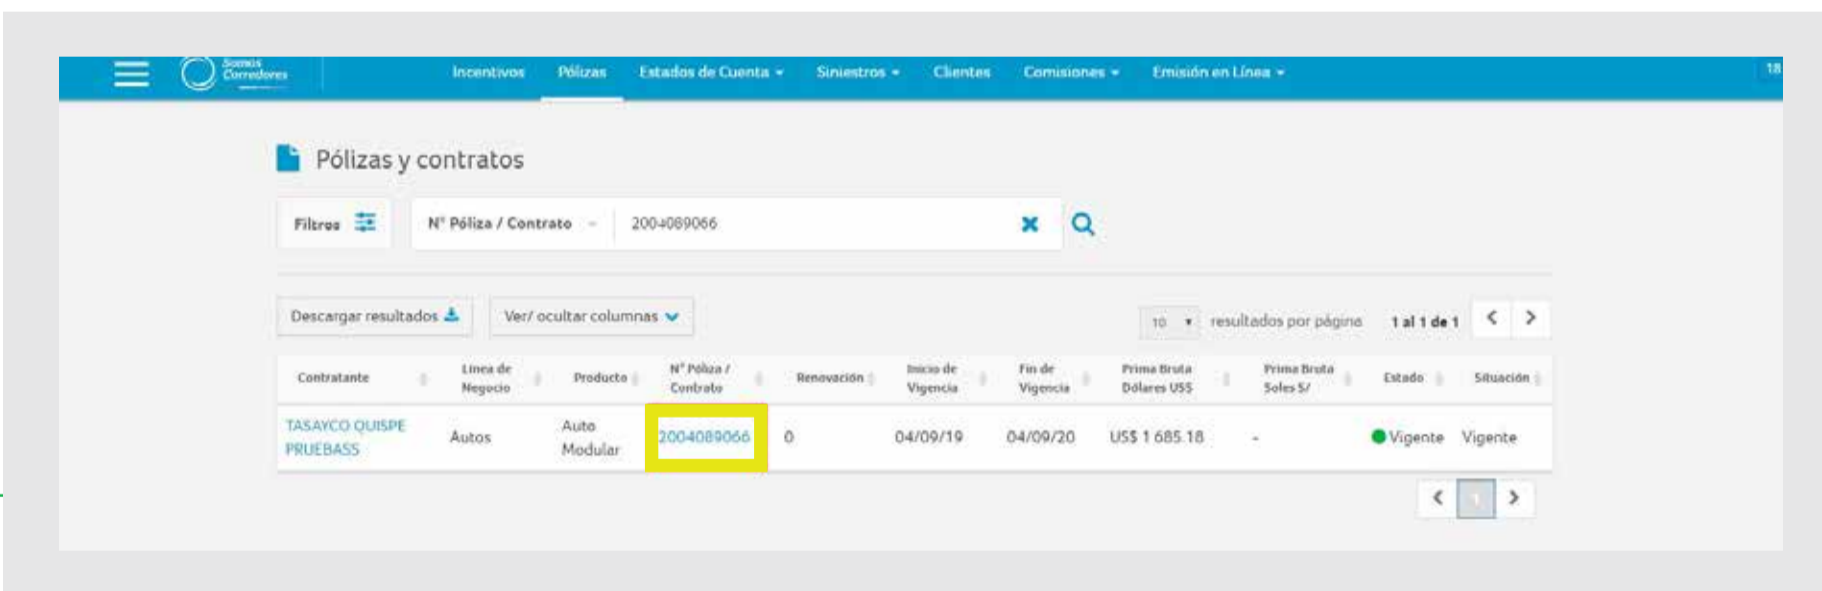 Somos
Corredores
Incentivos Pólizas Estados de Cuenta Siniestros Clientes Comisiones Emisión en Línea 18
Pólizas y contratos
Filtros N° Póliza / Contrato 2004089066
Descargar resultados Ver/ ocultar columnas 10 resultados por página 1 al 1 de 1
Contratante Línea de Negocio Producto N° Póliza / Contrato Renovación Inicio de Vigencia Fin de Vigencia Prima Bruta Dólares US$ Prima Bruta Soles S/ Estado Situación
TASAYCO QUISPE PRUEBASS Autos Auto Modular 2004089066 0 04/09/19 04/09/20 US$ 1 685.18 - Vigente Vigente
1